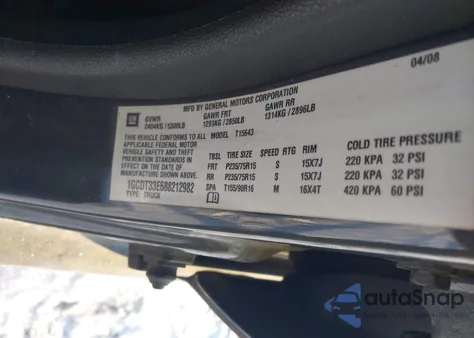 04/08
MFD BY GENERAL MOTORS CORPORATION
GM GVWR GAWR FRT GAWR RR
2404KG / 5300LB 1293KG / 2850LB 1314KG / 2896LB
THIS VEHICLE CONFORMS TO ALL MODEL T15643
APPLICABLE U.S. FEDERAL MOTOR
VEHICLE SAFETY AND THEFT
PREVENTION STANDARDS IN
EFFECT ON THE DATE OF
MANUFACTURE SHOWN ABOVE.
1GCDT33E688212982
TYPE: TRUCK
COLD TIRE PRESSURE
TBSL TIRE SIZE SPEED RTG RIM
FRT P235/75R15 S 15X7J 220 KPA 32 PSI
RR P235/75R15 S 15X7J 220 KPA 32 PSI
SPA T155/90R16 M 16X4T 420 KPA 60 PSI
autoSnap